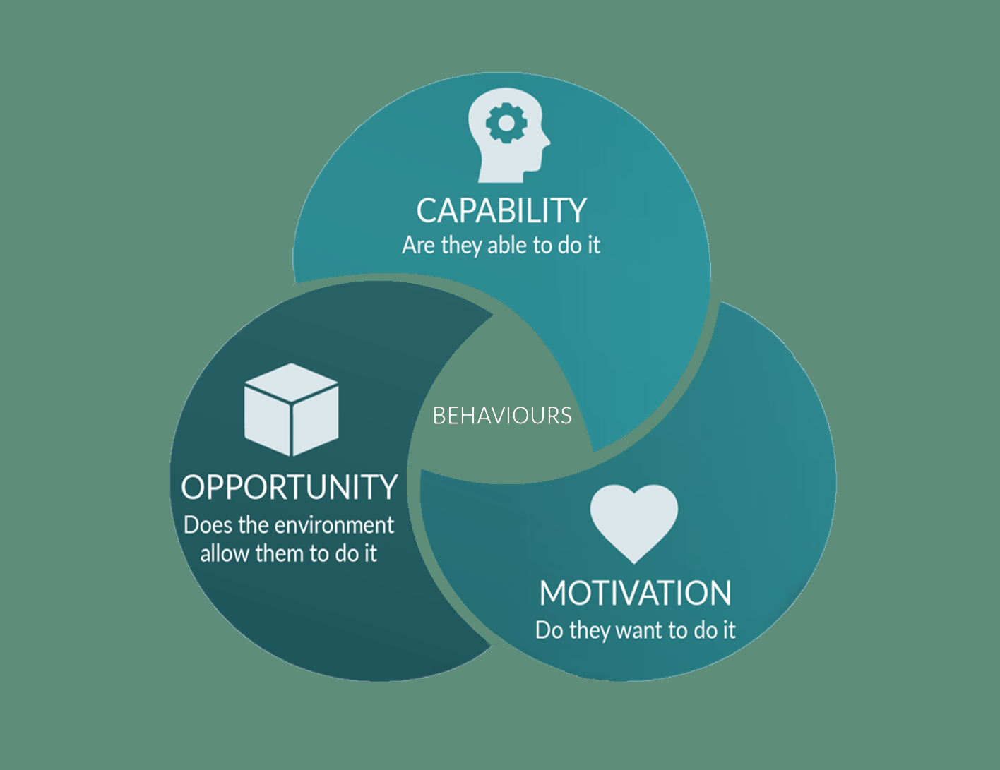 CAPABILITY
Are they able to do it
BEHAVIOURS
OPPORTUNITY
Does the environment
allow them to do it
MOTIVATION
Do they want to do it